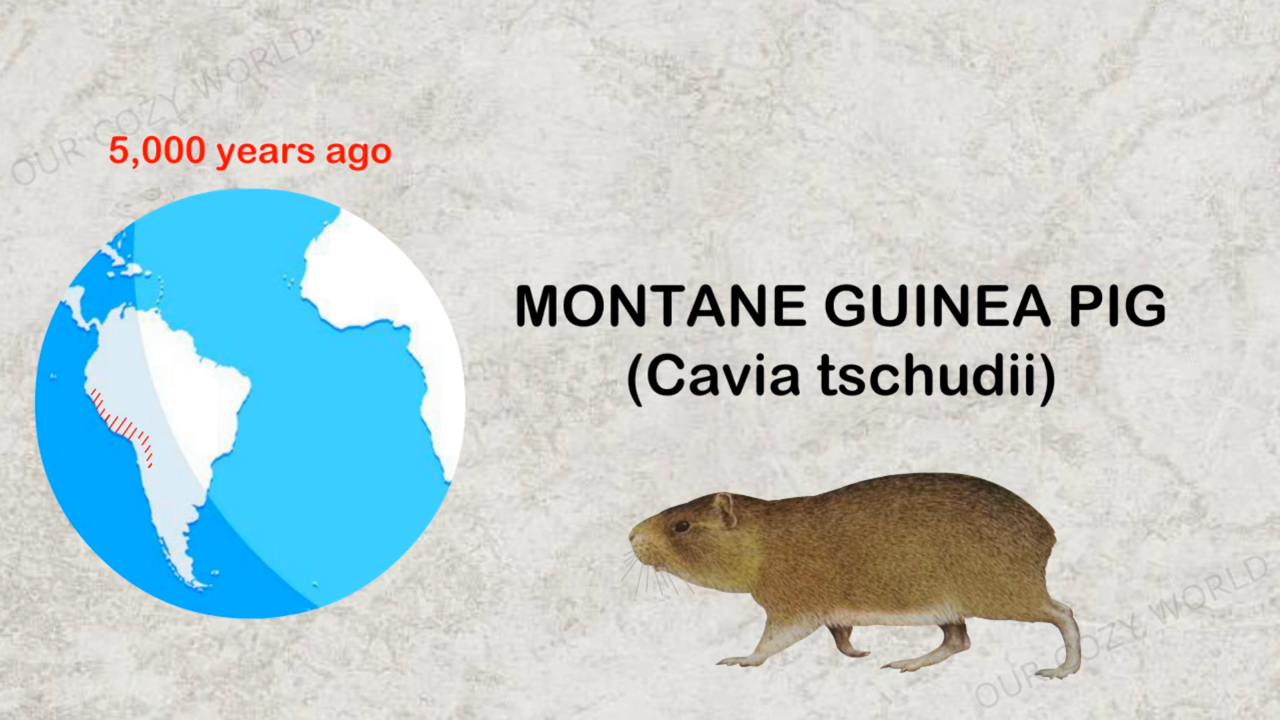 OUR COZY WORLD
5,000 years ago
MONTANE GUINEA PIG
(Cavia tschudii)
OUR COZY WORLD